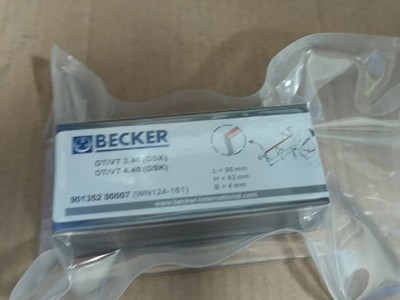 BECKER
DT/VT 3.40 (DSK)
DT/VT 4.40 (DSK)
901352 00007 (WN124-161)
L = 95 mm
H = 43 mm
B = 4 mm
www.becker-international.com